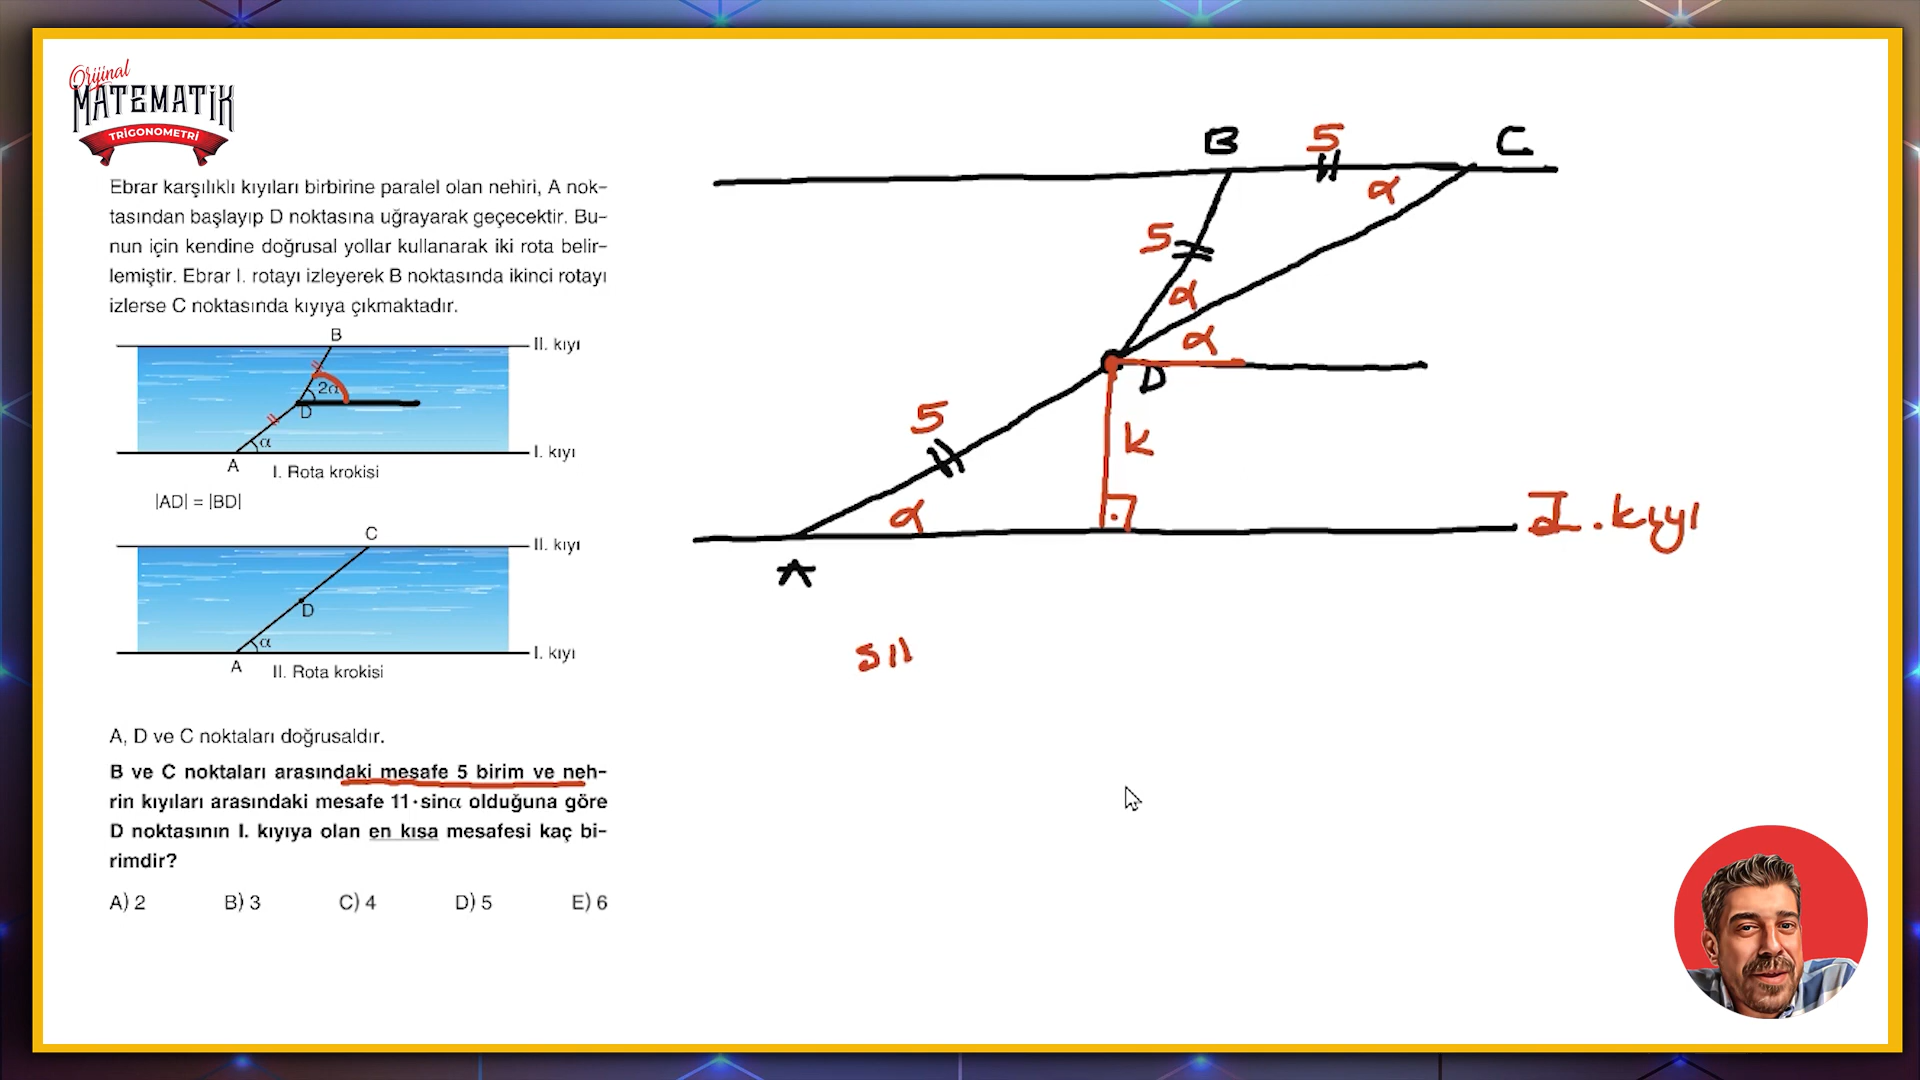 Orijinal
MATEMATİK
TRİGONOMETRİ
Ebrar karşılıklı kıyıları birbirine paralel olan nehiri, A nok-
tasından başlayıp D noktasına uğrayarak geçecektir. Bu-
nun için kendine doğrusal yollar kullanarak iki rota belir-
lemiştir. Ebrar I. rotayı izleyerek B noktasında ikinci rotayı
izlerse C noktasında kıyıya çıkmaktadır.
B
II. kıyı
2α
D
α
I. kıyı
A
I. Rota krokisi
|AD| = |BD|
C
II. kıyı
D
α
I. kıyı
A
II. Rota krokisi
A, D ve C noktaları doğrusaldır.
B ve C noktaları arasındaki mesafe 5 birim ve neh-
rin kıyıları arasındaki mesafe 11·sinα olduğuna göre
D noktasının I. kıyıya olan en kısa mesafesi kaç bi-
rimdir?
A) 2 B) 3 C) 4 D) 5 E) 6
B 5 C
α
5
α
α
D
5
k
α
I. kıyı
A